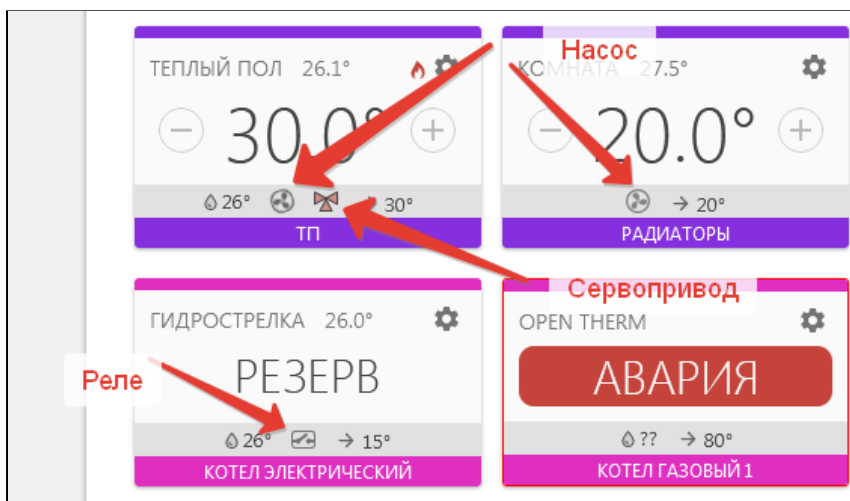 Насос
ТЕПЛЫЙ ПОЛ 26.1°
КОМНАТА 27.5°
30.0°
20.0°
26° 30°
→ 20°
ТП
РАДИАТОРЫ
Сервопривод
ГИДРОСТРЕЛКА 26.0°
OPEN THERM
Реле
РЕЗЕРВ
АВАРИЯ
26° → 15°
?? → 80°
КОТЕЛ ЭЛЕКТРИЧЕСКИЙ
КОТЕЛ ГАЗОВЫЙ 1